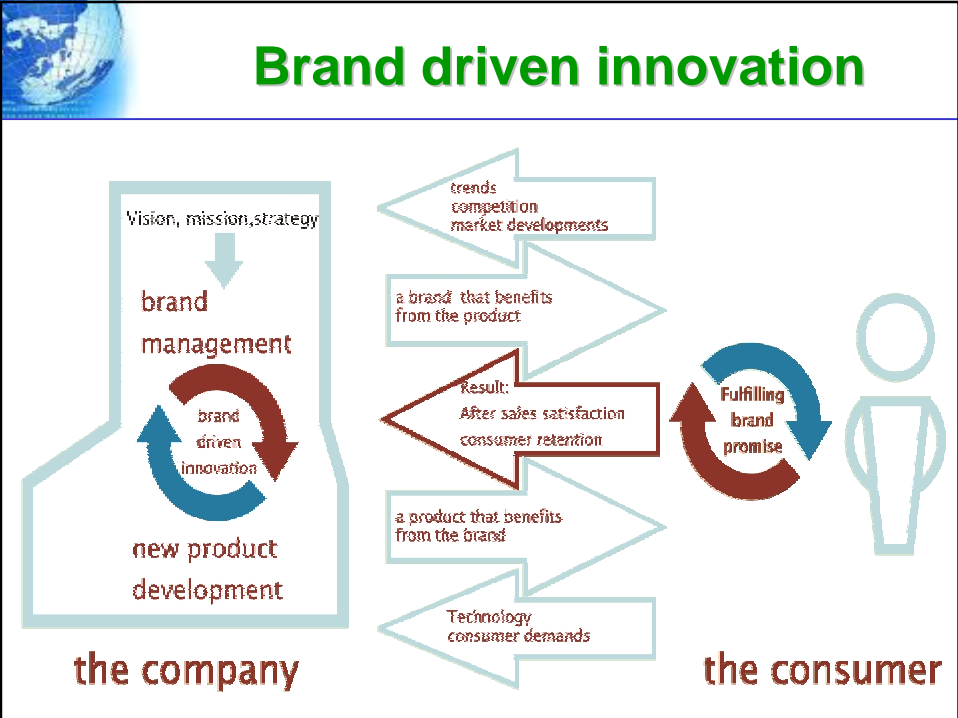 Brand driven innovation
Vision, mission,strategy
brand
management
brand
driven
innovation
new product
development
the company
trends
competition
market developments
a brand that benefits
from the product
Result:
After sales satisfaction
consumer retention
a product that benefits
from the brand
Technology
consumer demands
Fulfilling
brand
promise
the consumer